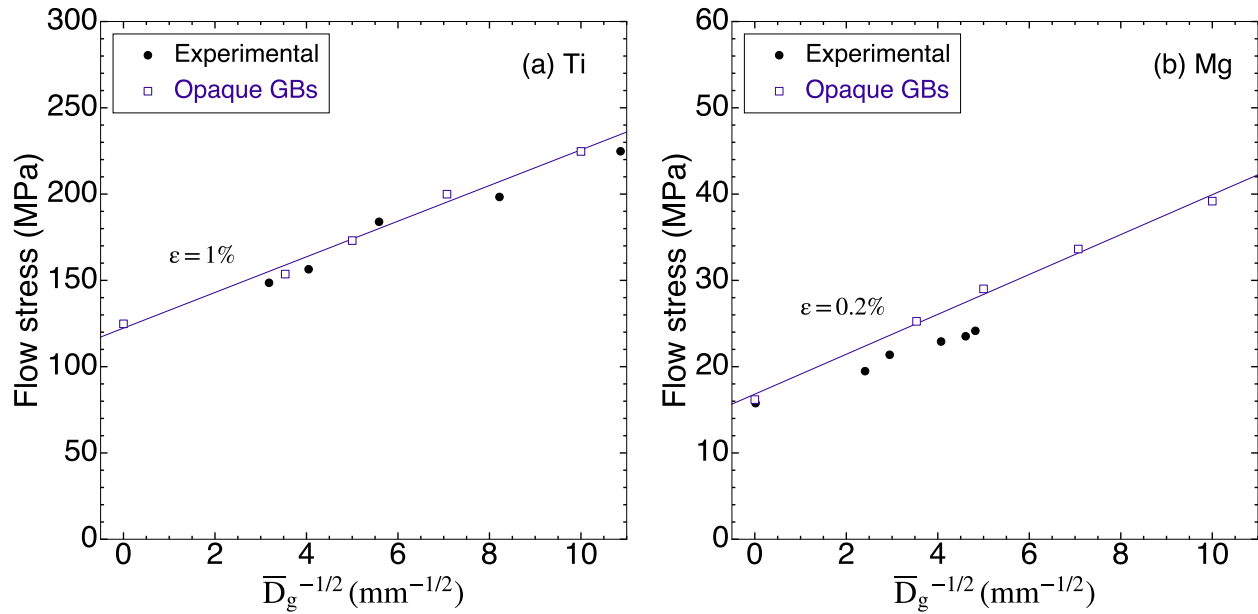 300
250
200
150
100
50
0
Flow stress (MPa)
Experimental
Opaque GBs
(a) Ti
ε = 1%
0 2 4 6 8 10
D̅g⁻¹/² (mm⁻¹/²)
60
50
40
30
20
10
0
Flow stress (MPa)
Experimental
Opaque GBs
(b) Mg
ε = 0.2%
0 2 4 6 8 10
D̅g⁻¹/² (mm⁻¹/²)